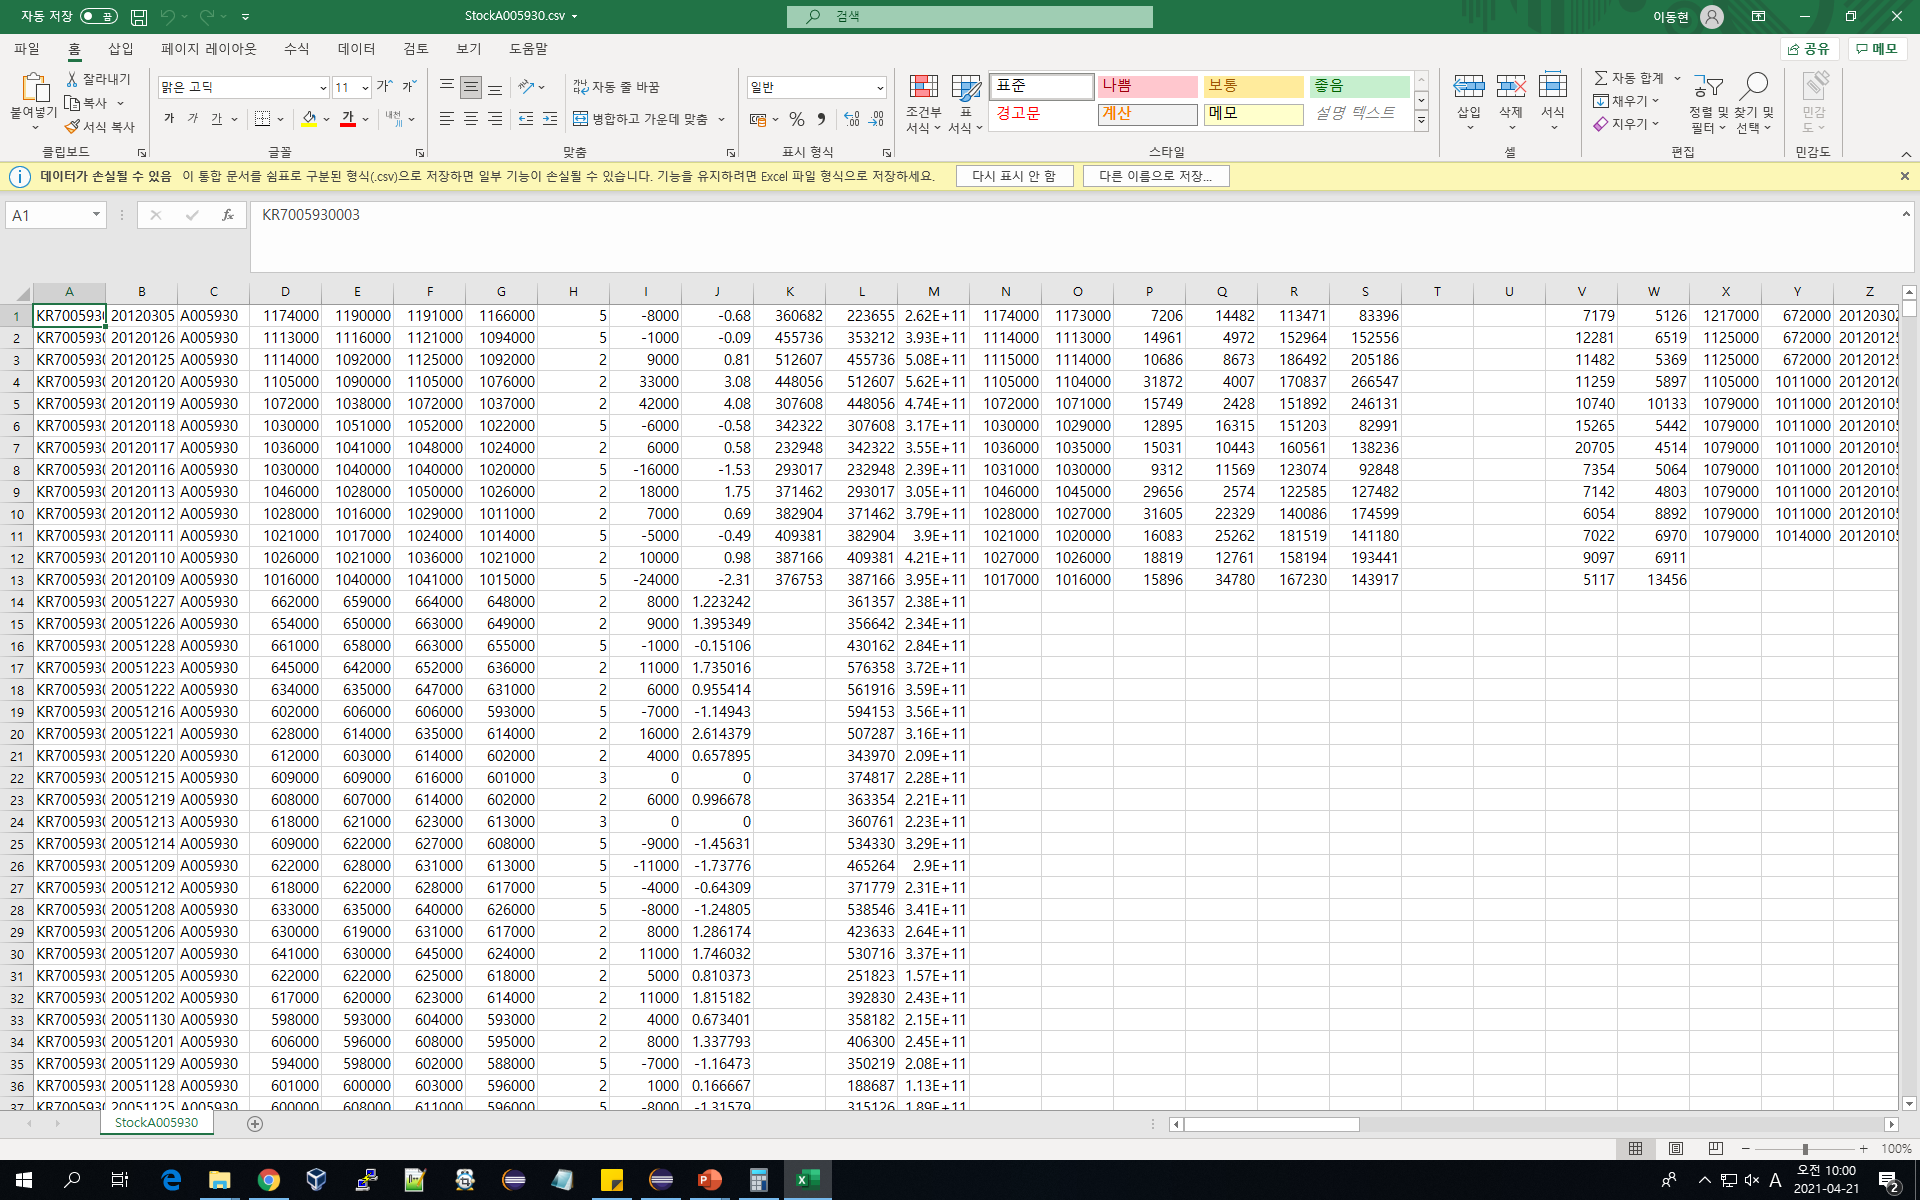 자동 저장 끔 StockA005930.csv 검색 이동현
파일 홈 삽입 페이지 레이아웃 수식 데이터 검토 보기 도움말 공유 메모
붙여넣기 잘라내기 복사 서식 복사 클립보드
맑은 고딕 11 가 가 가 가 가 가 내천 글꼴
자동 줄 바꿈 병합하고 가운데 맞춤 맞춤
일반 % 표시 형식
조건부 서식 표 서식 표준 나쁨 보통 좋음
경고문 계산 메모 설명 텍스트 스타일
삽입 삭제 서식 셀
자동 합계 채우기 지우기 정렬 및 필터 찾기 및 선택 편집
민감도 민감도
데이터가 손실될 수 있음 이 통합 문서를 쉼표로 구분된 형식(.csv)으로 저장하면 일부 기능이 손실될 수 있습니다. 기능을 유지하려면 Excel 파일 형식으로 저장하세요. 다시 표시 안 함 다른 이름으로 저장...
A1 fx KR7005930003
A B C D E F G H I J K L M N O P Q R S T U V W X Y Z
1 KR700593 20120305 A005930 1174000 1190000 1191000 1166000 5 -8000 -0.68 360682 223655 2.62E+11 1174000 1173000 7206 14482 113471 83396 7179 5126 1217000 672000 2012030
2 KR700593 20120126 A005930 1113000 1116000 1121000 1094000 5 -1000 -0.09 455736 353212 3.93E+11 1114000 1113000 14961 4972 152964 152556 12281 6519 1125000 672000 2012012
3 KR700593 20120125 A005930 1114000 1092000 1125000 1092000 2 9000 0.81 512607 455736 5.08E+11 1115000 1114000 10686 8673 186492 205186 11482 5369 1125000 672000 2012012
4 KR700593 20120120 A005930 1105000 1090000 1105000 1076000 2 33000 3.08 448056 512607 5.62E+11 1105000 1104000 31872 4007 170837 266547 11259 5897 1105000 1011000 2012012
5 KR700593 20120119 A005930 1072000 1038000 1072000 1037000 2 42000 4.08 307608 448056 4.74E+11 1072000 1071000 15749 2428 151892 246131 10740 10133 1079000 1011000 2012010
6 KR700593 20120118 A005930 1030000 1051000 1052000 1022000 5 -6000 -0.58 342322 307608 3.17E+11 1030000 1029000 12895 16315 151203 82991 15265 5442 1079000 1011000 2012010
7 KR700593 20120117 A005930 1036000 1041000 1048000 1024000 2 6000 0.58 232948 342322 3.55E+11 1036000 1035000 15031 10443 160561 138236 20705 4514 1079000 1011000 2012010
8 KR700593 20120116 A005930 1030000 1040000 1040000 1020000 5 -16000 -1.53 293017 232948 2.39E+11 1031000 1030000 9312 11569 123074 92848 7354 5064 1079000 1011000 2012010
9 KR700593 20120113 A005930 1046000 1028000 1050000 1026000 2 18000 1.75 371462 293017 3.05E+11 1046000 1045000 29656 2574 122585 127482 7142 4803 1079000 1011000 2012010
10 KR700593 20120112 A005930 1028000 1016000 1029000 1011000 2 7000 0.69 382904 371462 3.79E+11 1028000 1027000 31605 22329 140086 174599 6054 8892 1079000 1011000 2012010
11 KR700593 20120111 A005930 1021000 1017000 1024000 1014000 5 -5000 -0.49 409381 382904 3.9E+11 1021000 1020000 16083 25262 181519 141180 7022 6970 1079000 1014000 2012010
12 KR700593 20120110 A005930 1026000 1021000 1036000 1021000 2 10000 0.98 387166 409381 4.21E+11 1027000 1026000 18819 12761 158194 193441 9097 6911
13 KR700593 20120109 A005930 1016000 1040000 1041000 1015000 5 -24000 -2.31 376753 387166 3.95E+11 1017000 1016000 15896 34780 167230 143917 5117 13456
14 KR700593 20051227 A005930 662000 659000 664000 648000 2 8000 1.223242 361357 2.38E+11
15 KR700593 20051226 A005930 654000 650000 663000 649000 2 9000 1.395349 356642 2.34E+11
16 KR700593 20051228 A005930 661000 658000 663000 655000 5 -1000 -0.15106 430162 2.84E+11
17 KR700593 20051223 A005930 645000 642000 652000 636000 2 11000 1.735016 576358 3.72E+11
18 KR700593 20051222 A005930 634000 635000 647000 631000 2 6000 0.955414 561916 3.59E+11
19 KR700593 20051216 A005930 602000 606000 606000 593000 5 -7000 -1.14943 594153 3.56E+11
20 KR700593 20051221 A005930 628000 614000 635000 614000 2 16000 2.614379 507287 3.16E+11
21 KR700593 20051220 A005930 612000 603000 614000 602000 2 4000 0.657895 343970 2.09E+11
22 KR700593 20051215 A005930 609000 609000 616000 601000 3 0 0 374817 2.28E+11
23 KR700593 20051219 A005930 608000 607000 614000 602000 2 6000 0.996678 363354 2.21E+11
24 KR700593 20051213 A005930 618000 621000 623000 613000 3 0 0 360761 2.23E+11
25 KR700593 20051214 A005930 609000 622000 627000 608000 5 -9000 -1.45631 534330 3.29E+11
26 KR700593 20051209 A005930 622000 628000 631000 613000 5 -11000 -1.73776 465264 2.9E+11
27 KR700593 20051212 A005930 618000 622000 628000 617000 5 -4000 -0.64309 371779 2.31E+11
28 KR700593 20051208 A005930 633000 635000 640000 626000 5 -8000 -1.24805 538546 3.41E+11
29 KR700593 20051206 A005930 630000 619000 631000 617000 2 8000 1.286174 423633 2.64E+11
30 KR700593 20051207 A005930 641000 630000 645000 624000 2 11000 1.746032 530716 3.37E+11
31 KR700593 20051205 A005930 622000 622000 625000 618000 2 5000 0.810373 251823 1.57E+11
32 KR700593 20051202 A005930 617000 620000 623000 614000 2 11000 1.815182 392830 2.43E+11
33 KR700593 20051130 A005930 598000 593000 604000 593000 2 4000 0.673401 358182 2.15E+11
34 KR700593 20051201 A005930 606000 596000 608000 595000 2 8000 1.337793 406300 2.45E+11
35 KR700593 20051129 A005930 594000 598000 602000 588000 5 -7000 -1.16473 350219 2.08E+11
36 KR700593 20051128 A005930 601000 600000 603000 596000 2 1000 0.166667 188687 1.13E+11
37 KR700593 20051125 A005930 600000 608000 611000 596000 5 -8000 -1.31579 315126 1.89E+11
StockA005930
100%
A 오전 10:00
2021-04-21 2